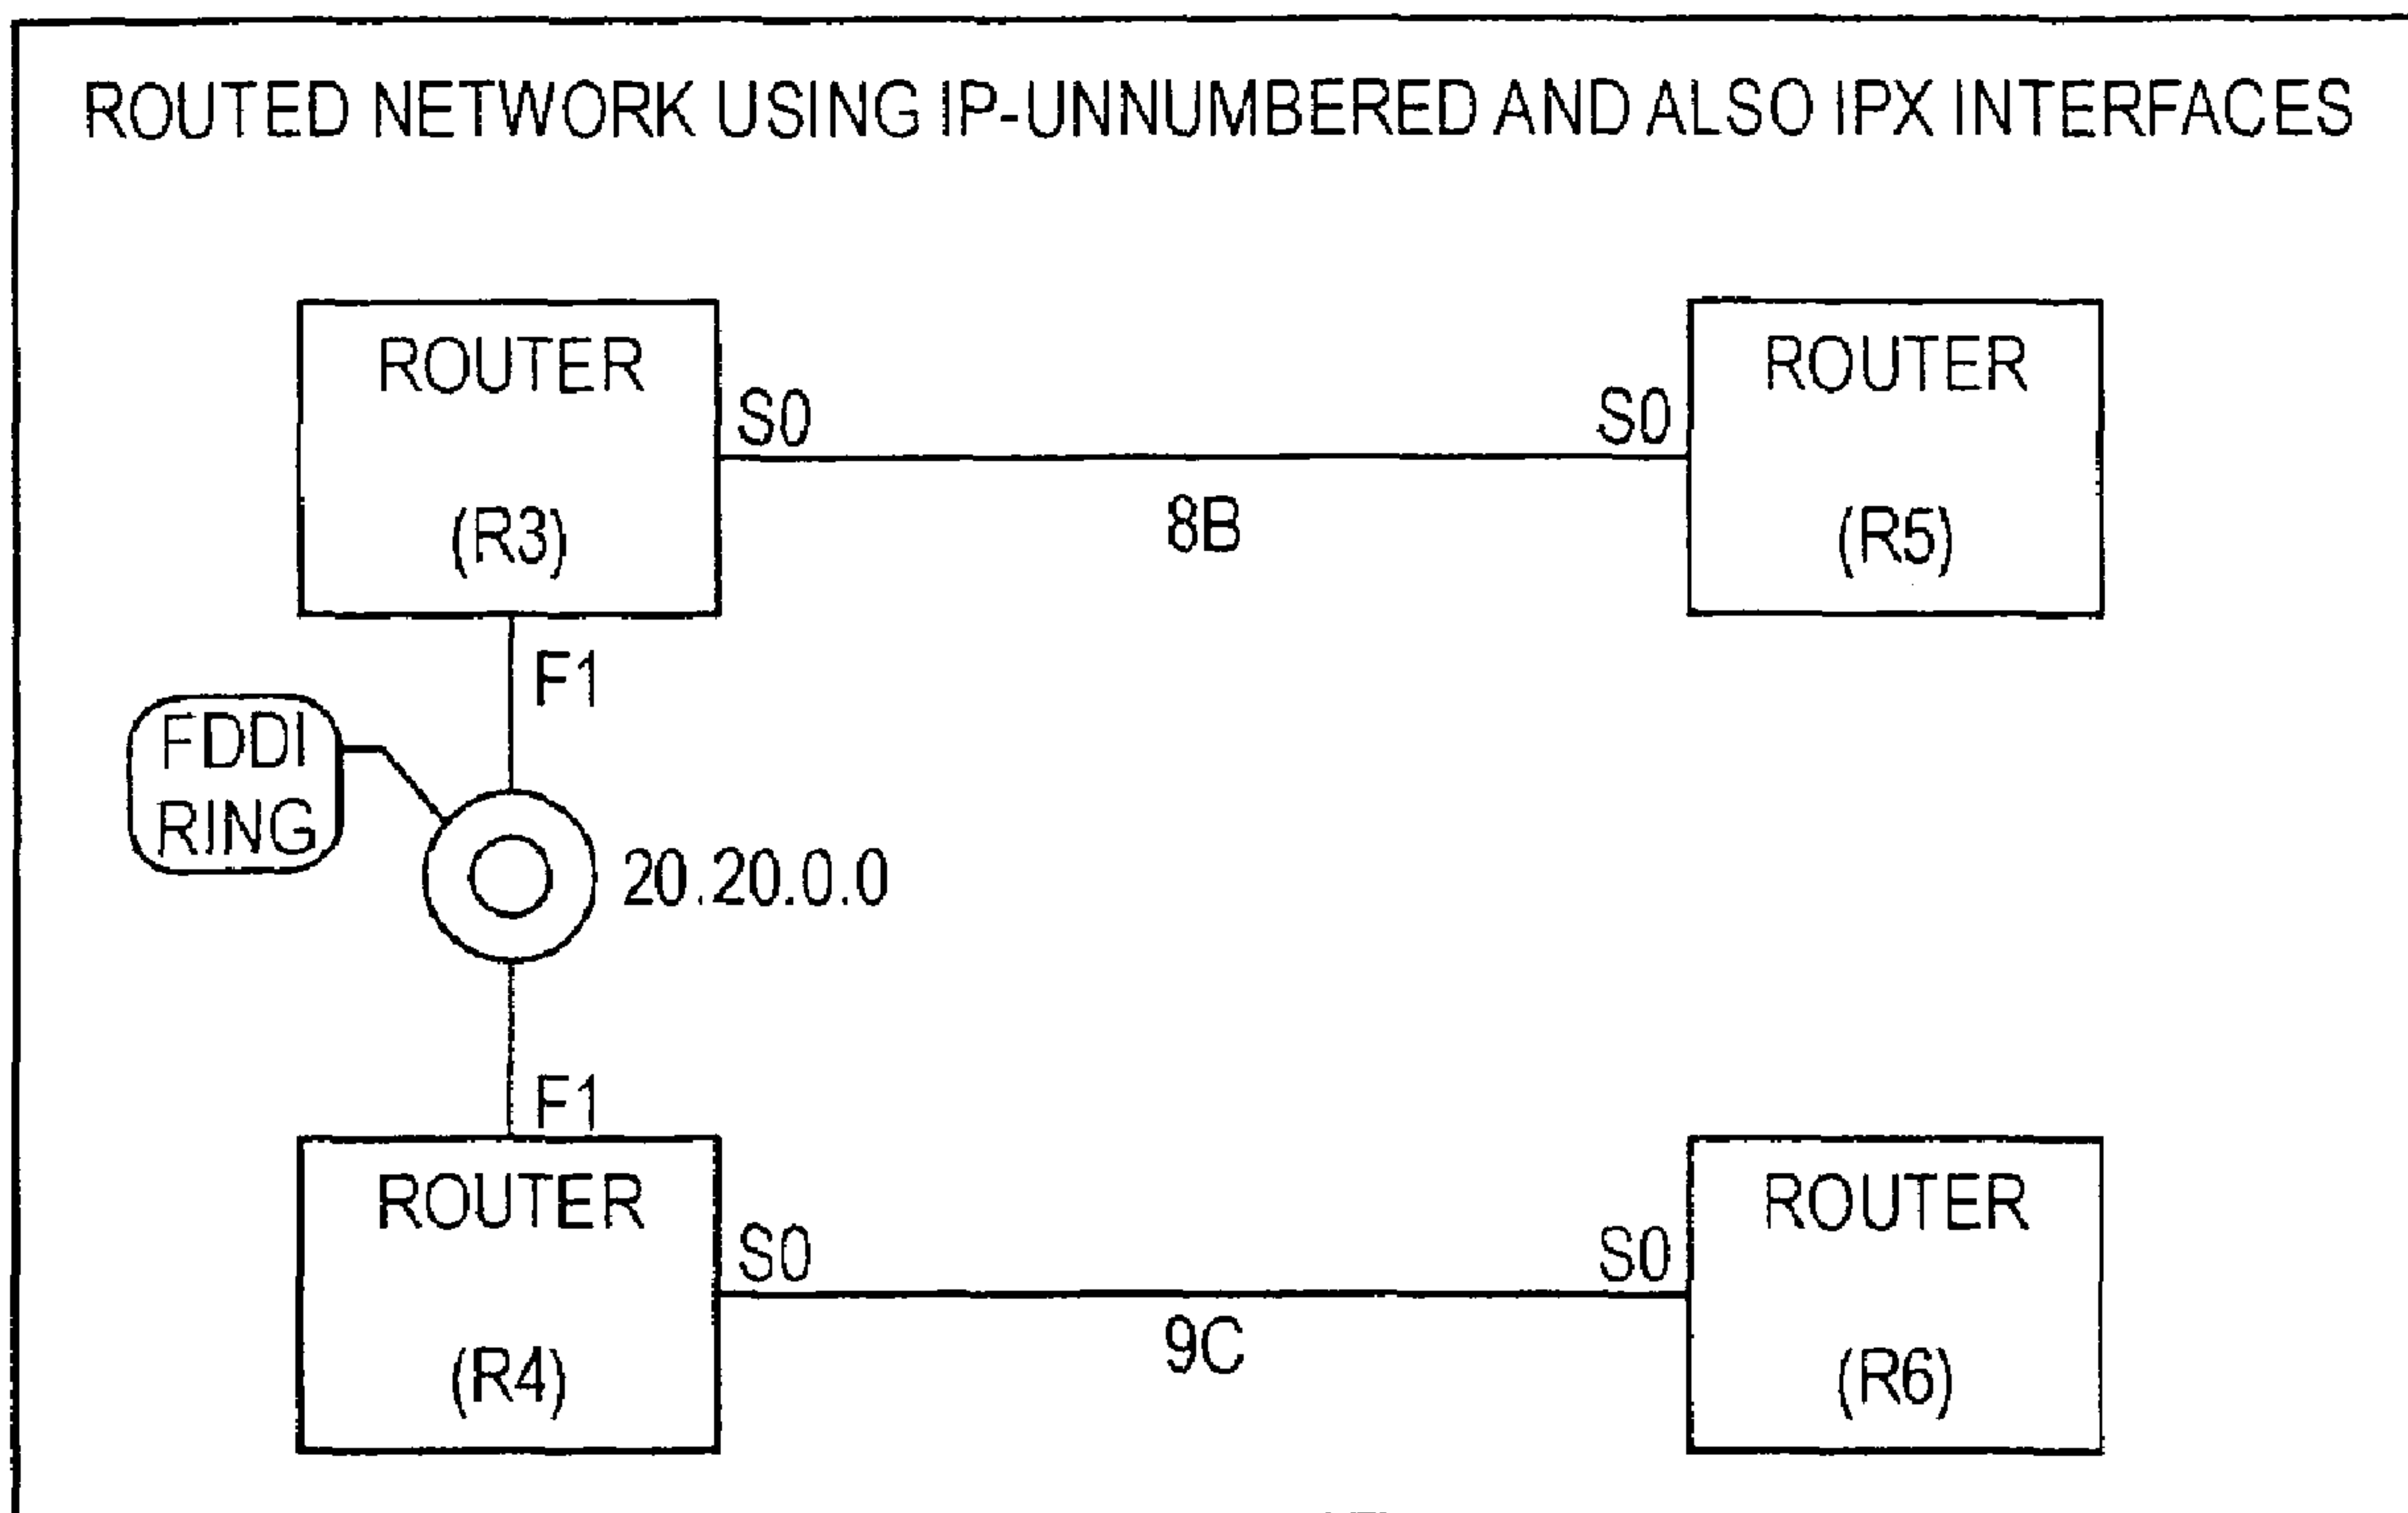 ROUTED NETWORK USING IP-UNNUMBERED AND ALSO IPX INTERFACES
ROUTER
(R3)
S0
8B
S0
ROUTER
(R5)
F1
FDDI
RING
20.20.0.0
F1
ROUTER
(R4)
S0
9C
S0
ROUTER
(R6)